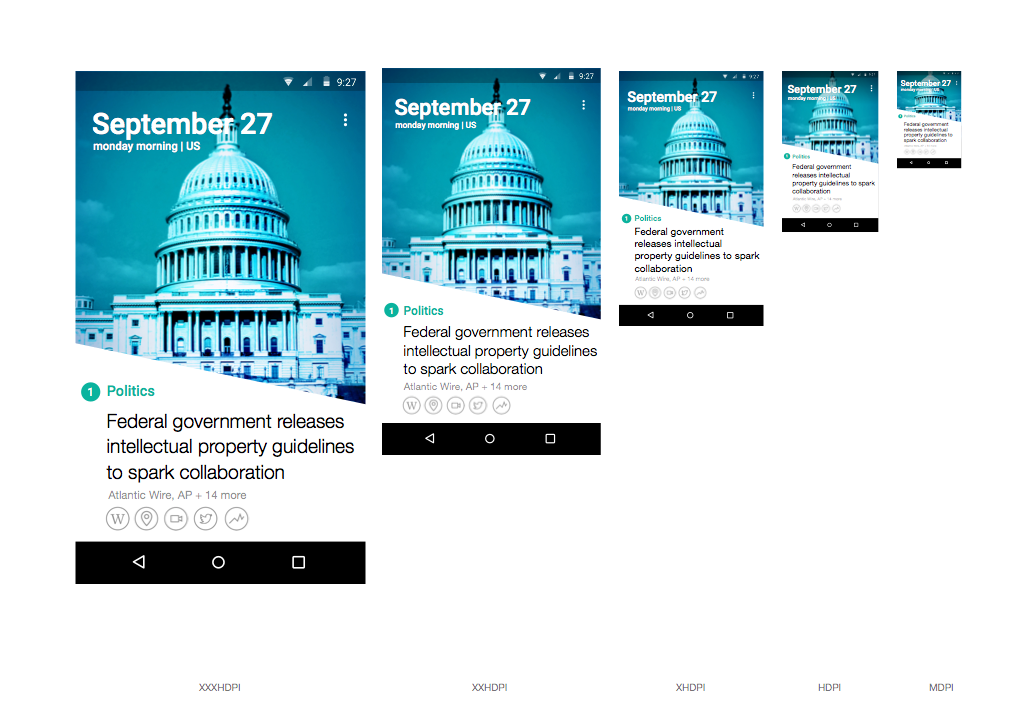 9:27
September 27
monday morning | US
1 Politics
Federal government releases
intellectual property guidelines
to spark collaboration
Atlantic Wire, AP + 14 more
W
9:27
September 27
monday morning | US
1 Politics
Federal government releases
intellectual property guidelines
to spark collaboration
Atlantic Wire, AP + 14 more
W
9:27
September 27
monday morning | US
1 Politics
Federal government
releases intellectual
property guidelines to spark
collaboration
Atlantic Wire, AP + 14 more
W
9:27
September 27
monday morning | US
1 Politics
Federal government
releases intellectual
property guidelines to spark
collaboration
Atlantic Wire, AP + 14 more
W
September 27
monday morning | US
Politics
Federal government
releases intellectual
property guidelines to
spark collaboration
XXXHDPI
XXHDPI
XHDPI
HDPI
MDPI